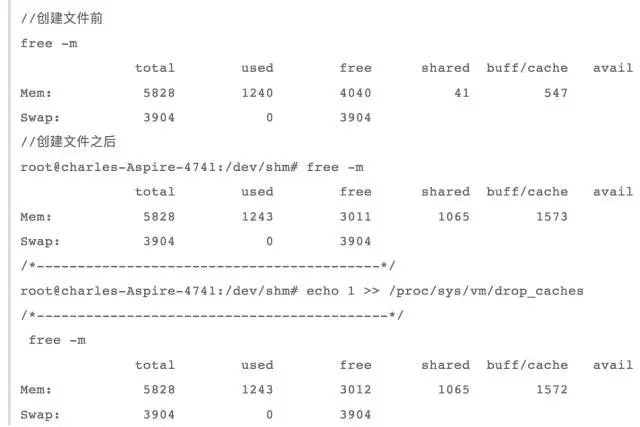 //创建文件前
free -m
total used free shared buff/cache avail
Mem: 5828 1240 4040 41 547
Swap: 3904 0 3904
//创建文件之后
root@charles-Aspire-4741:/dev/shm# free -m
total used free shared buff/cache avail
Mem: 5828 1243 3011 1065 1573
Swap: 3904 0 3904
/*------------------------------------------*/
root@charles-Aspire-4741:/dev/shm# echo 1 >> /proc/sys/vm/drop_caches
/*-------------------------------------------*/
free -m
total used free shared buff/cache avail
Mem: 5828 1243 3012 1065 1572
Swap: 3904 0 3904